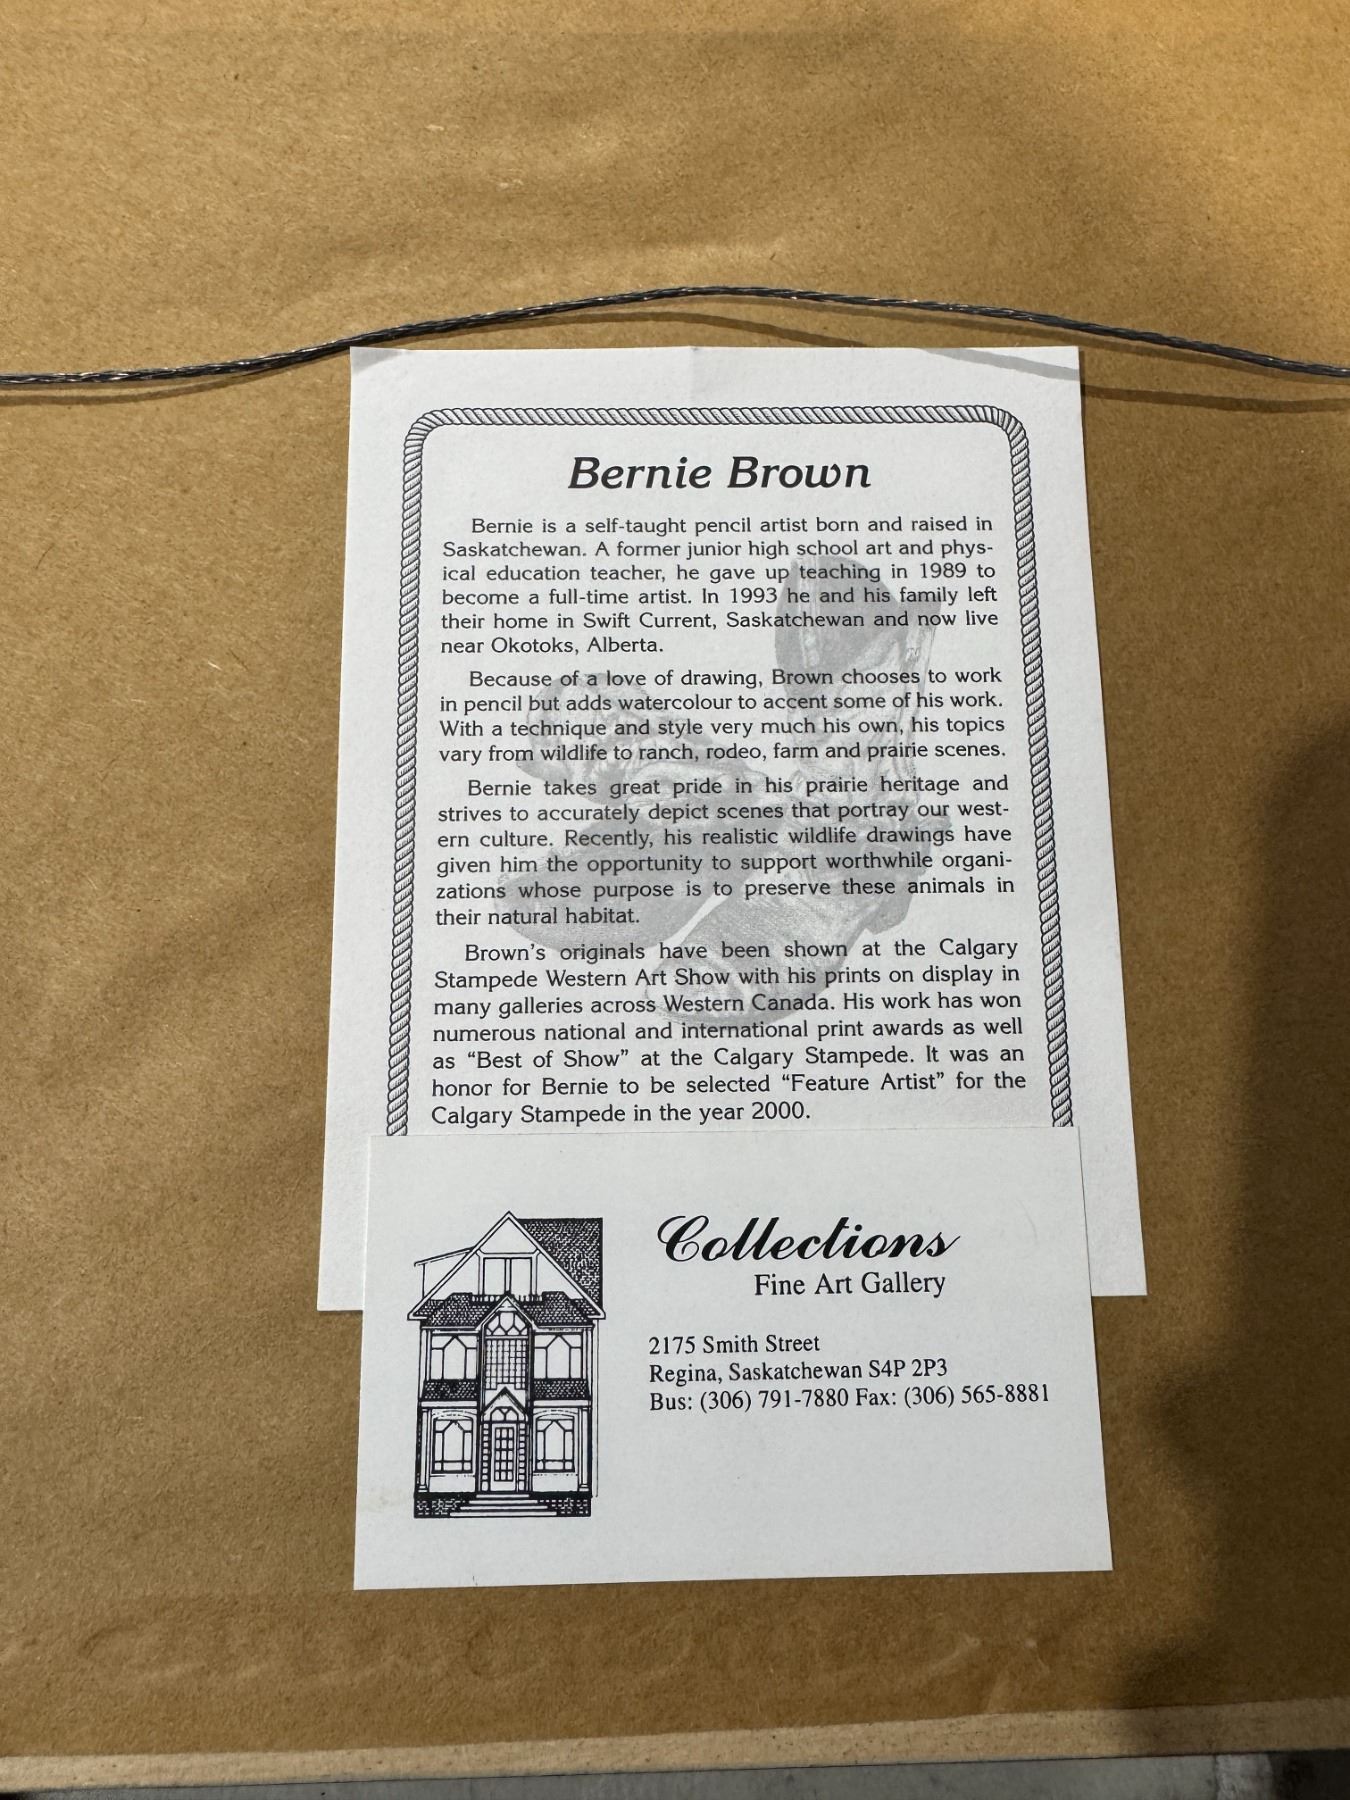 Bernie Brown
Bernie is a self-taught pencil artist born and raised in
Saskatchewan. A former junior high school art and phys-
ical education teacher, he gave up teaching in 1989 to
become a full-time artist. In 1993 he and his family left
their home in Swift Current, Saskatchewan and now live
near Okotoks, Alberta.
Because of a love of drawing, Brown chooses to work
in pencil but adds watercolour to accent some of his work.
With a technique and style very much his own, his topics
vary from wildlife to ranch, rodeo, farm and prairie scenes.
Bernie takes great pride in his prairie heritage and
strives to accurately depict scenes that portray our west-
ern culture. Recently, his realistic wildlife drawings have
given him the opportunity to support worthwhile organi-
zations whose purpose is to preserve these animals in
their natural habitat.
Brown's originals have been shown at the Calgary
Stampede Western Art Show with his prints on display in
many galleries across Western Canada. His work has won
numerous national and international print awards as well
as “Best of Show” at the Calgary Stampede. It was an
honor for Bernie to be selected “Feature Artist” for the
Calgary Stampede in the year 2000.
Collections
Fine Art Gallery
2175 Smith Street
Regina, Saskatchewan S4P 2P3
Bus: (306) 791-7880 Fax: (306) 565-8881